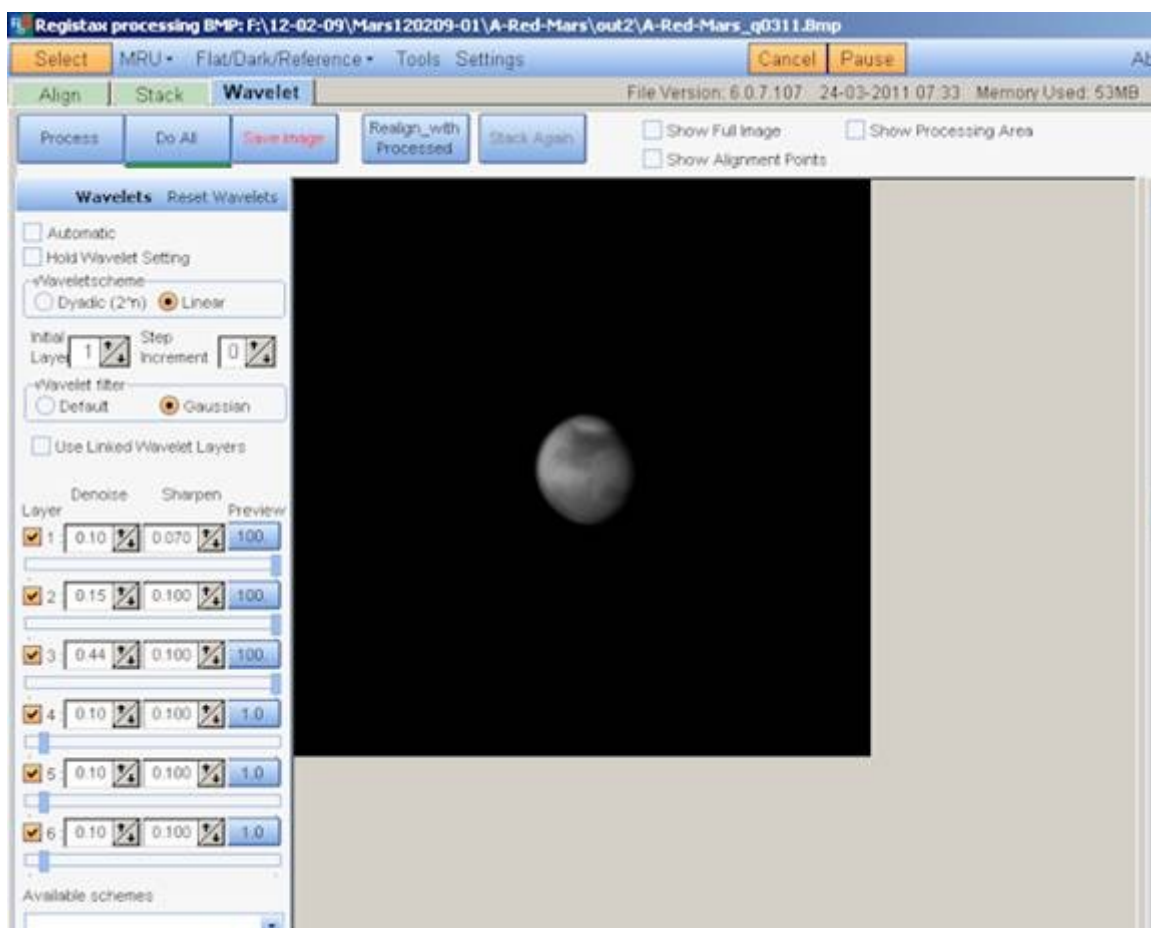 Registax processing BMP: F:\12-02-09\Mars120209-01\A-Red-Mars\out2\A-Red-Mars_q0311.Bmp
Select MRU Flat/Dark/Reference Tools Settings Cancel Pause Ab
Align Stack Wavelet File Version: 6.0.7.107 24-03-2011 07:33 Memory Used: 53MB
Process Do All Save Image Realign_with Processed Stack Again Show Full Image Show Processing Area
Show Alignment Points
Wavelets Reset Wavelets
Automatic
Hold Wavelet Setting
Waveletscheme
Dyadic (2^n) Linear
Initial Layer 1 Step Increment 0
Wavelet filter
Default Gaussian
Use Linked Wavelet Layers
Denoise Sharpen
Layer Preview
1 : 0.10 0.070 100.
2 : 0.15 0.100 100.
3 : 0.44 0.100 100.
4 : 0.10 0.100 1.0
5 : 0.10 0.100 1.0
6 : 0.10 0.100 1.0
Available schemes